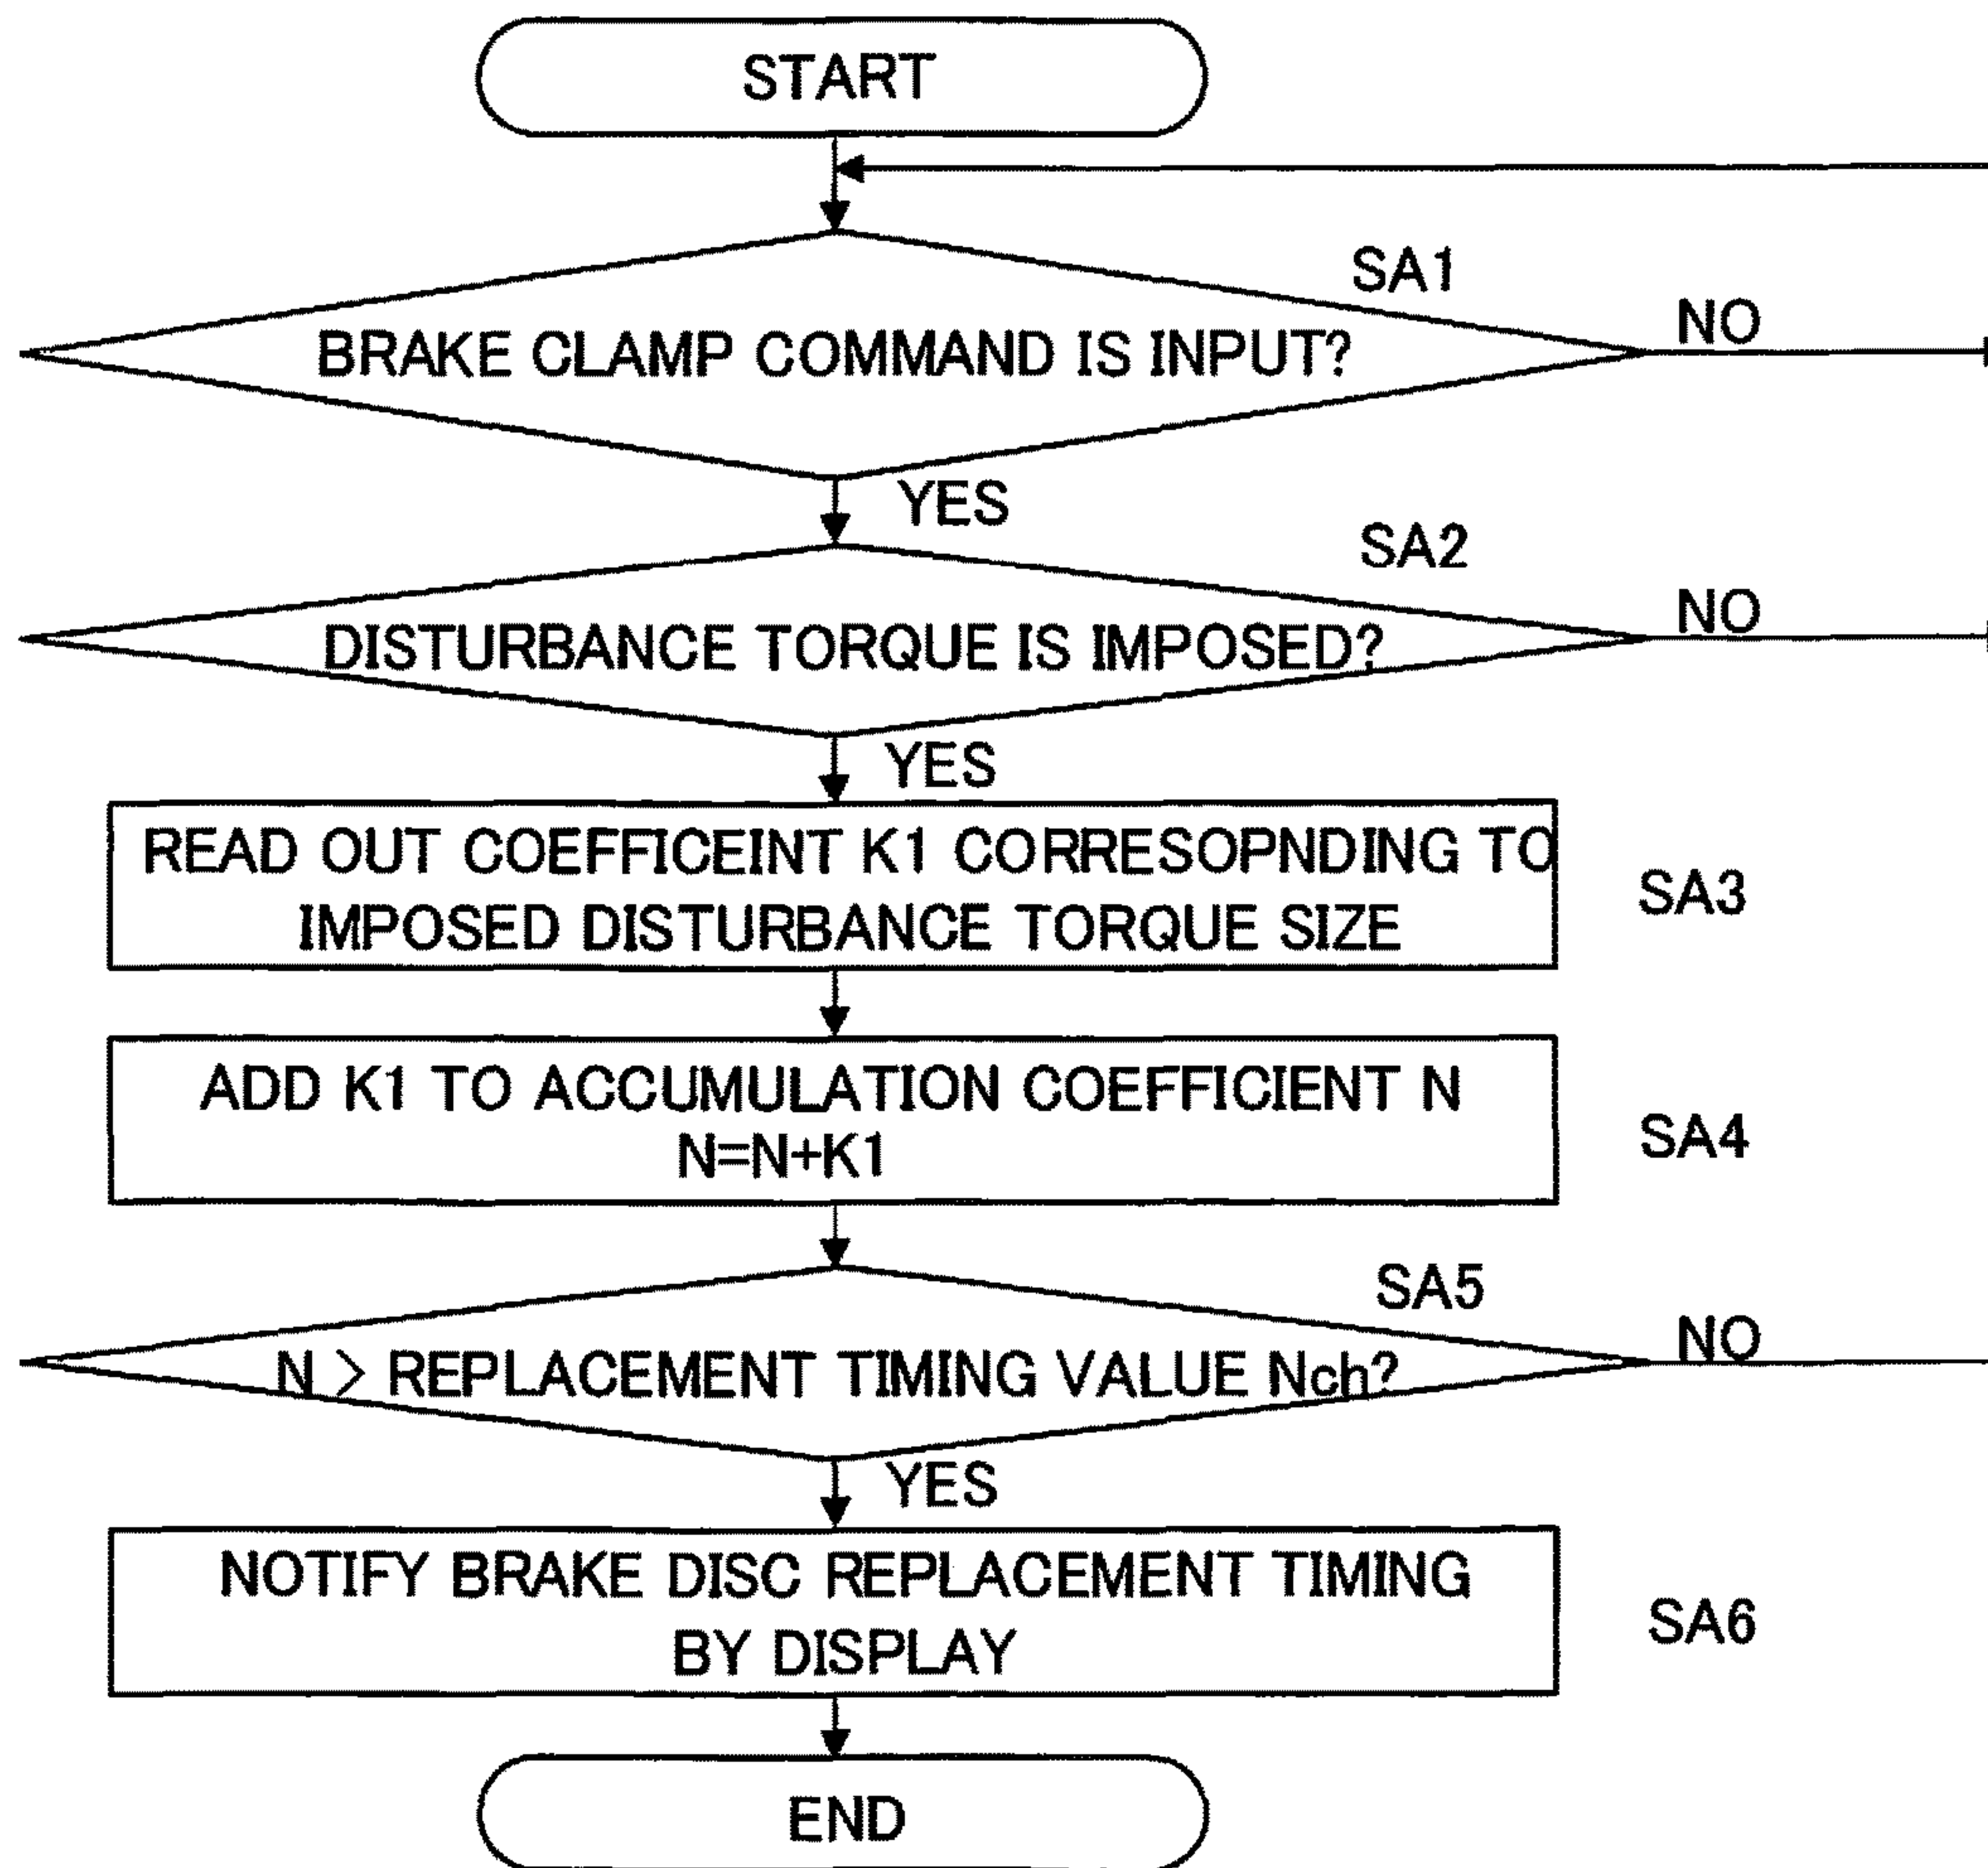 START
SA1
BRAKE CLAMP COMMAND IS INPUT?
NO
YES
SA2
DISTURBANCE TORQUE IS IMPOSED?
NO
YES
READ OUT COEFFICEINT K1 CORRESOPNDING TO
IMPOSED DISTURBANCE TORQUE SIZE
SA3
ADD K1 TO ACCUMULATION COEFFICIENT N
N=N+K1
SA4
SA5
N > REPLACEMENT TIMING VALUE Nch?
NO
YES
NOTIFY BRAKE DISC REPLACEMENT TIMING
BY DISPLAY
SA6
END